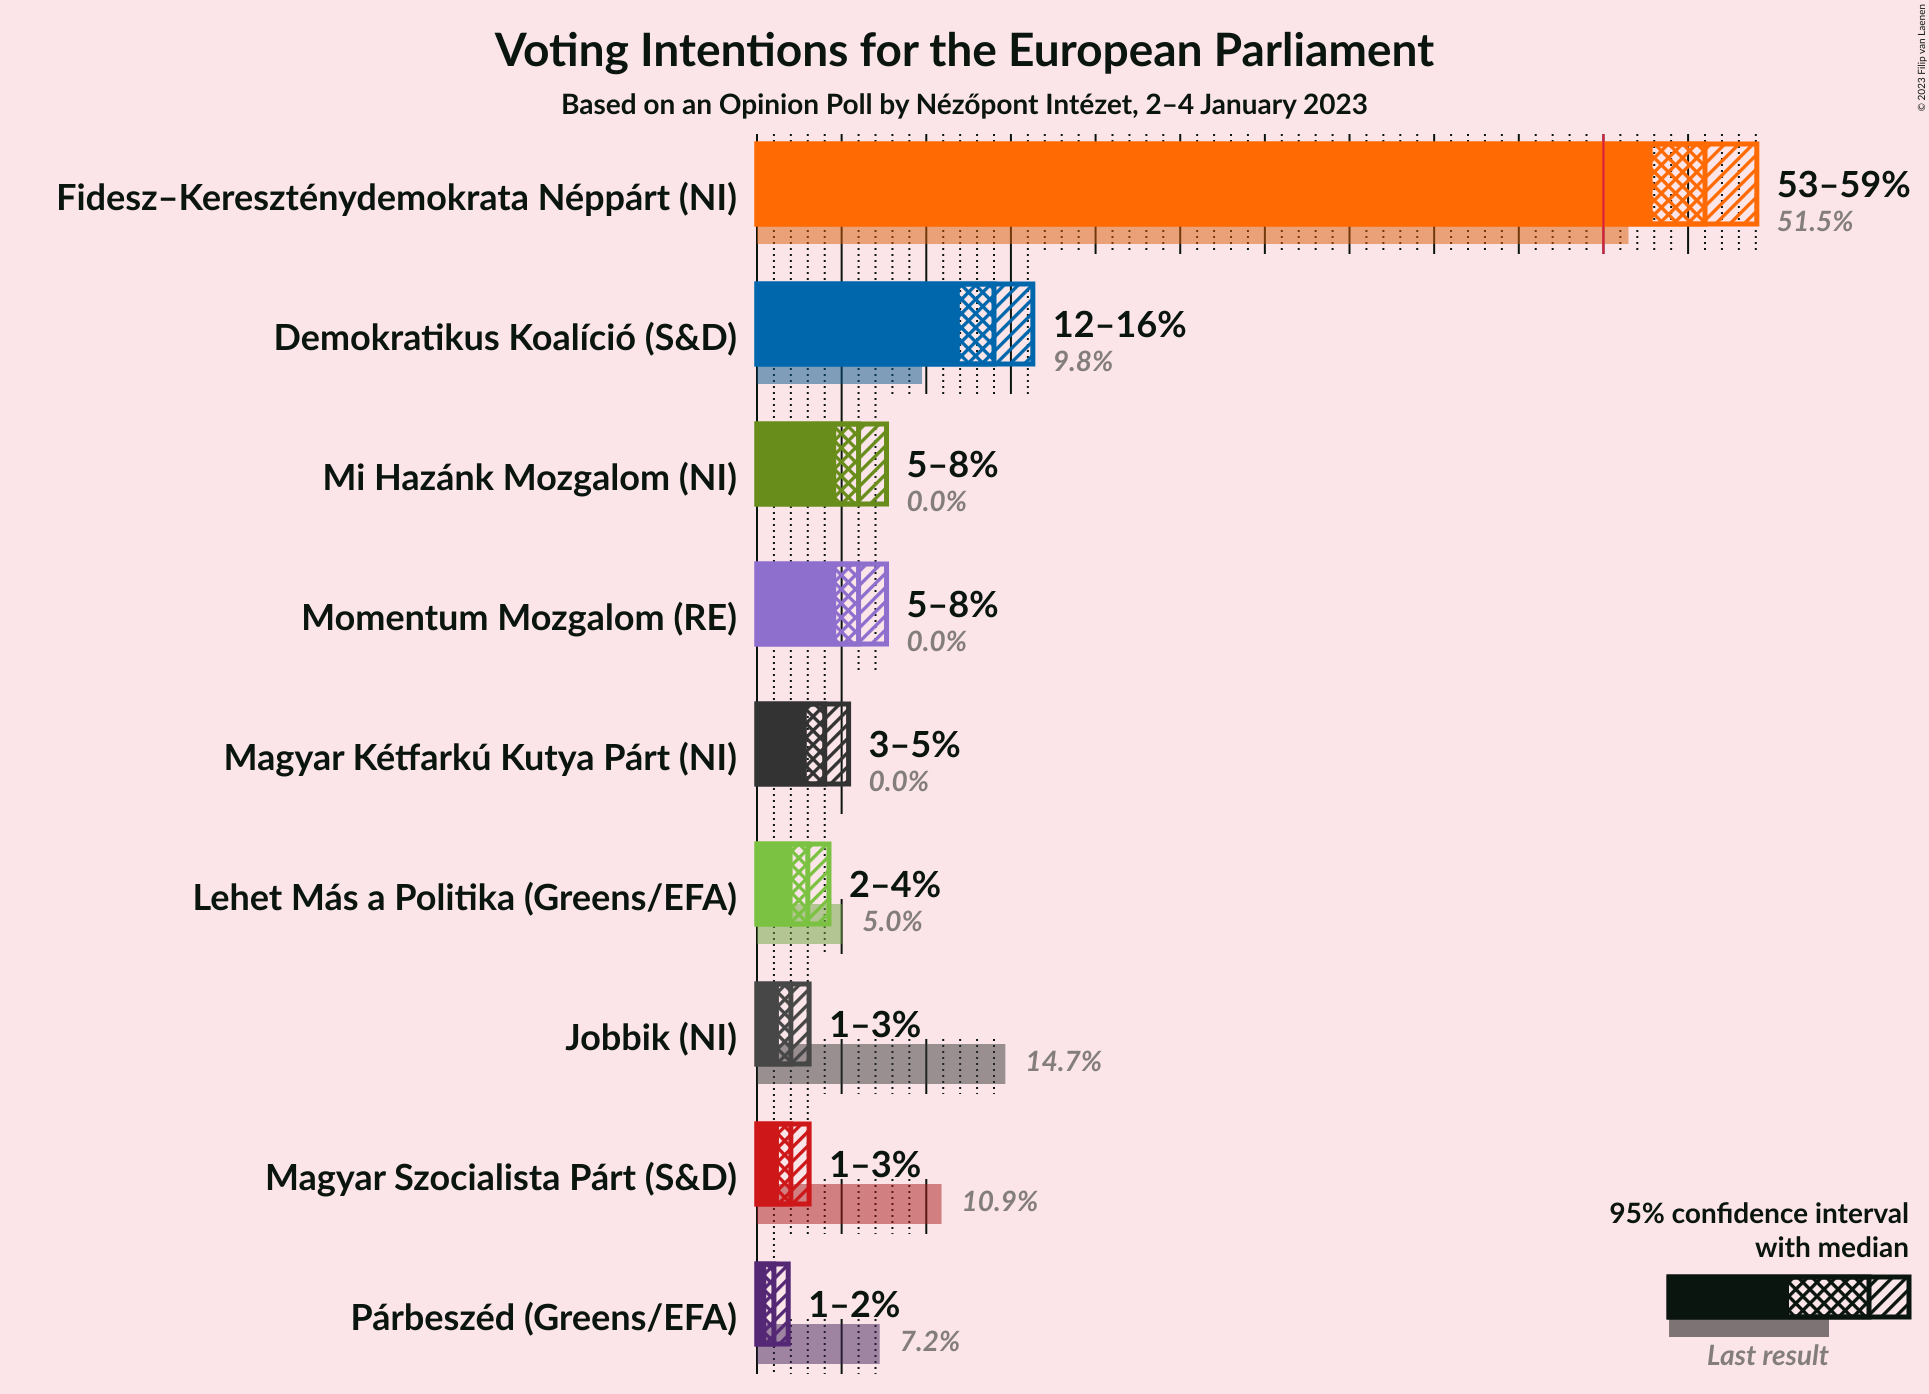 Voting Intentions for the European Parliament
Based on an Opinion Poll by Nézőpont Intézet, 2–4 January 2023
© 2023 Filip van Laenen
Fidesz–Kereszténydemokrata Néppárt (NI)
53–59%
51.5%
Demokratikus Koalíció (S&D)
12–16%
9.8%
Mi Hazánk Mozgalom (NI)
5–8%
0.0%
Momentum Mozgalom (RE)
5–8%
0.0%
Magyar Kétfarkú Kutya Párt (NI)
3–5%
0.0%
Lehet Más a Politika (Greens/EFA)
2–4%
5.0%
Jobbik (NI)
1–3%
14.7%
Magyar Szocialista Párt (S&D)
1–3%
10.9%
Párbeszéd (Greens/EFA)
1–2%
7.2%
95% confidence interval
with median
Last result